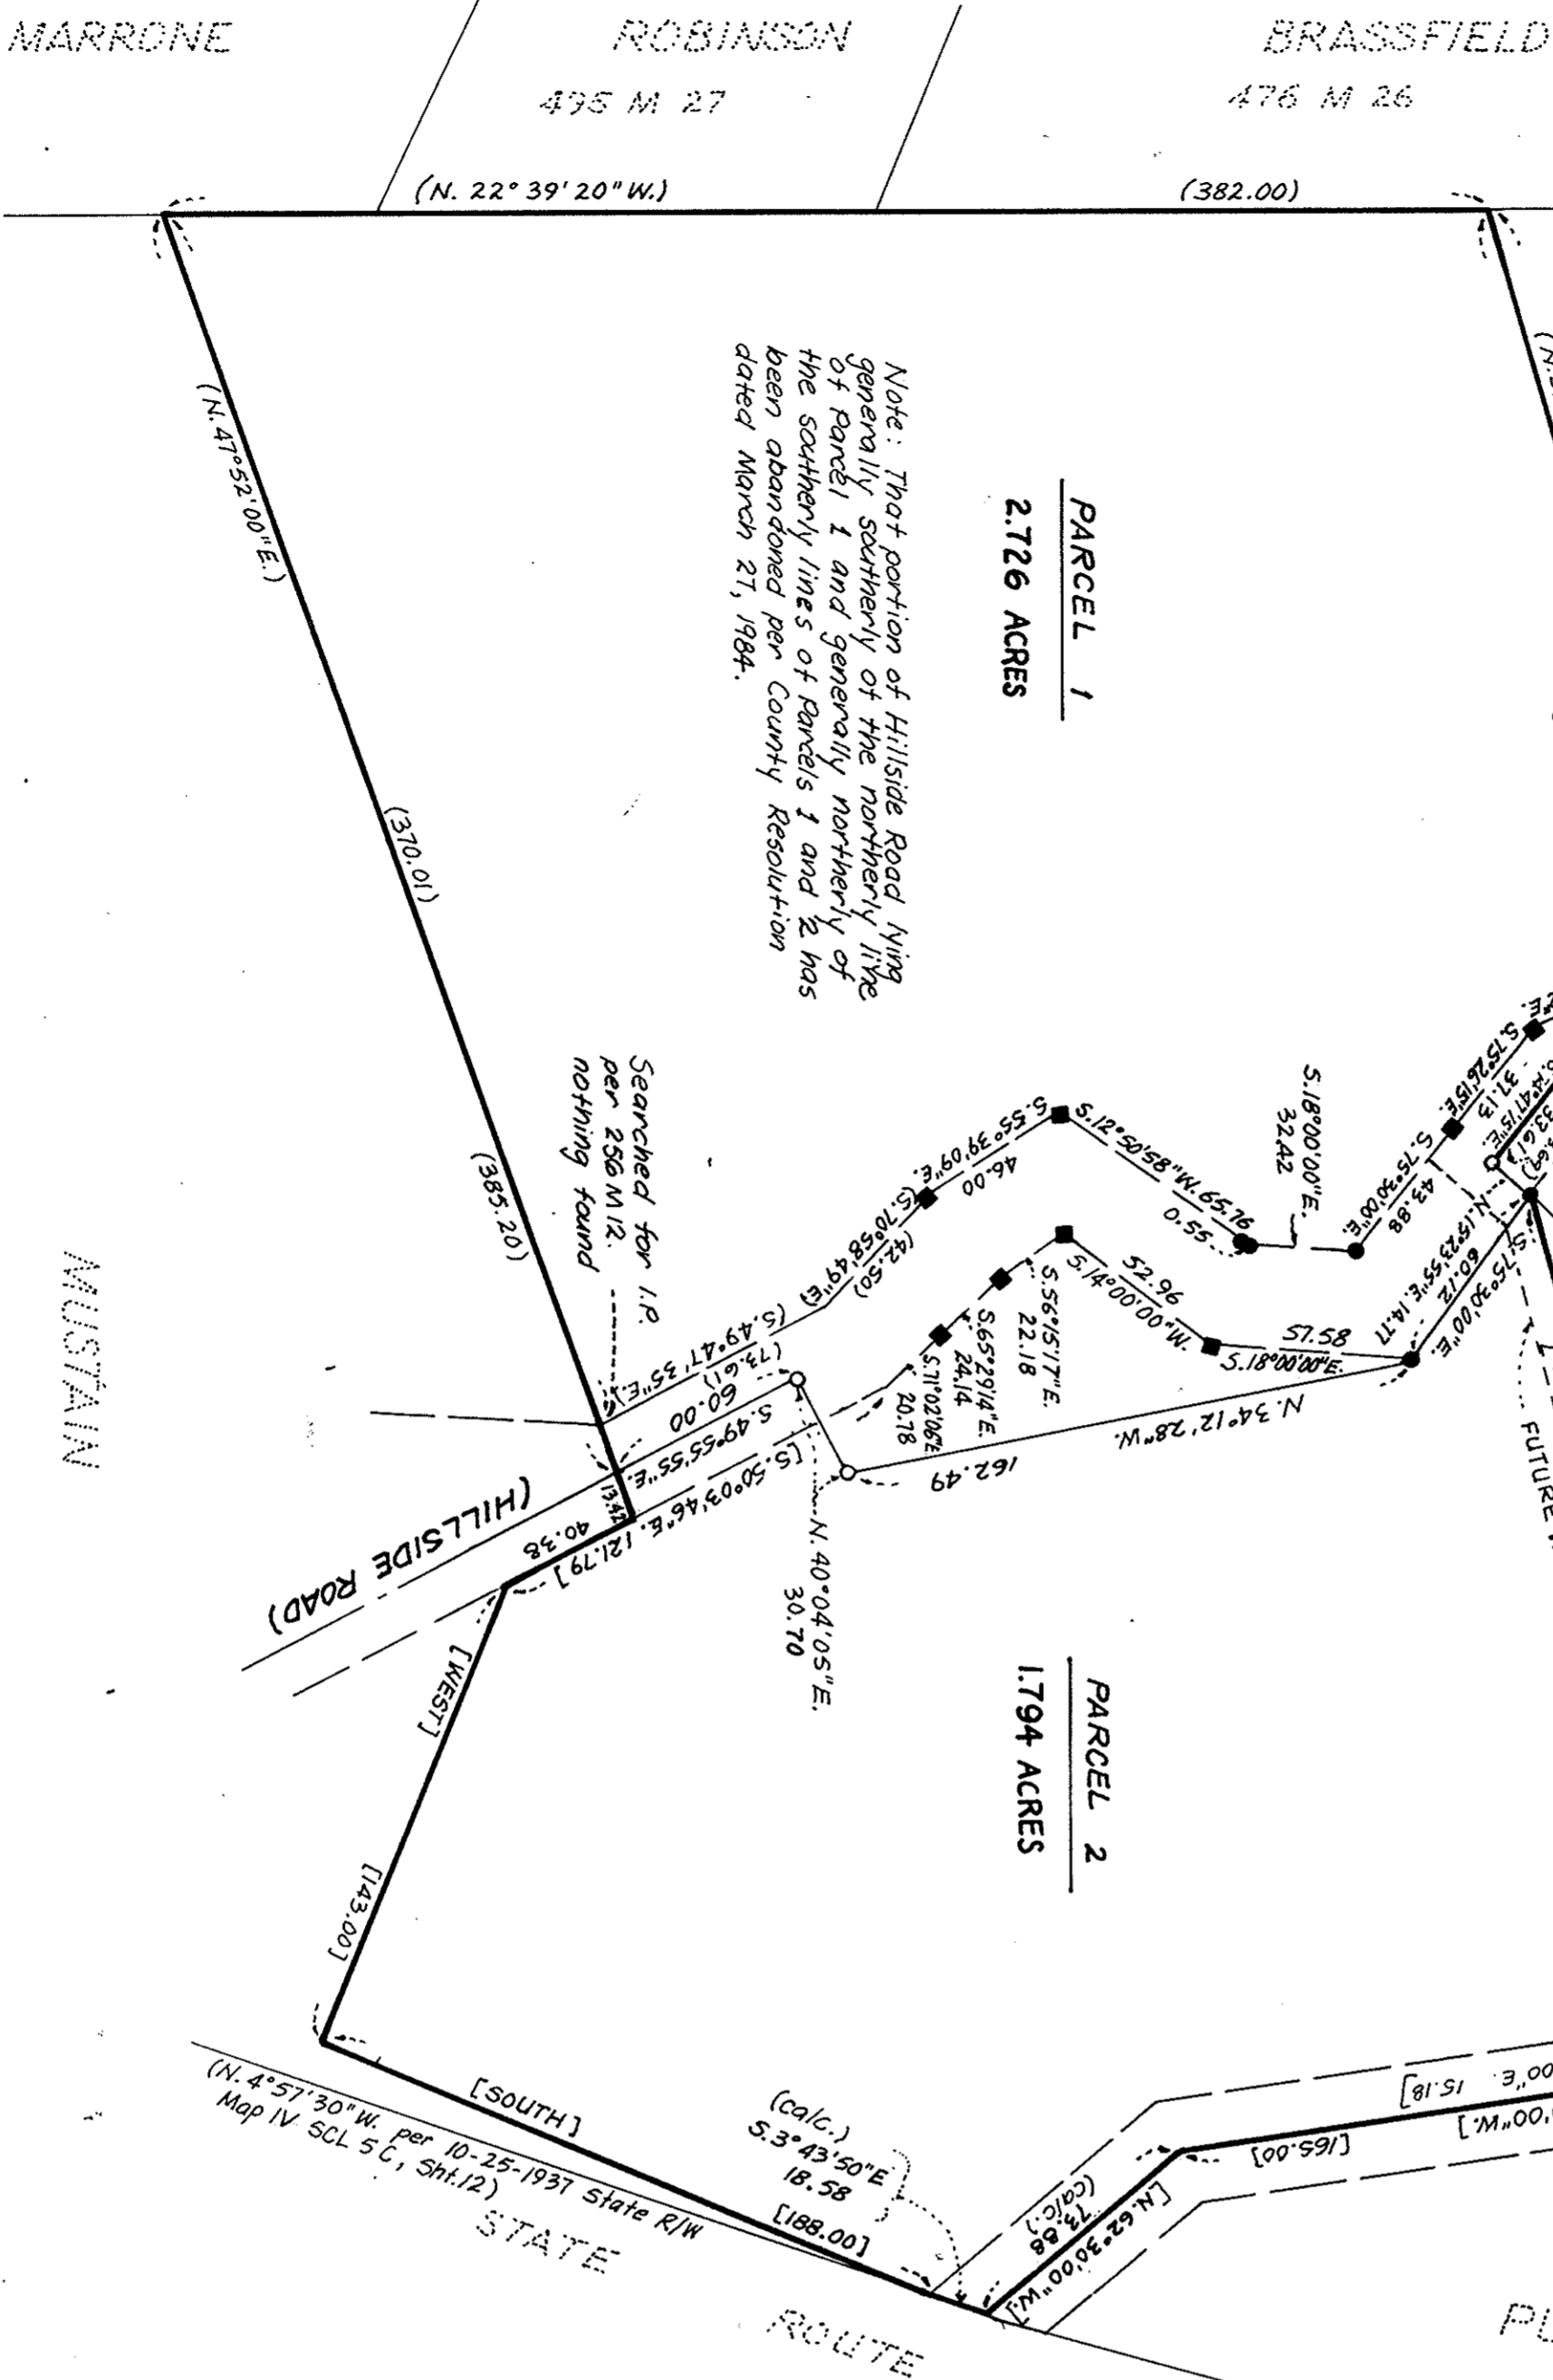 MARRONE
ROBINSON
495 M 27
BRASSFIELD
476 M 26
(N. 22°39'20"W.)
(382.00)
(N. 47°52'00"E.)
(370.01)
(385.20)
PARCEL 1
2.726 ACRES
Note: That portion of Hillside Road lying
generally southerly of the northerly line
of Parcel 1 and generally northerly of
the southerly lines of Parcels 1 and 2 has
been abandoned per County Resolution
dated March 27, 1984.
Searched for I.P.
per 256 M 12.
nothing found
MUSTAIN
S.75°26'15"E.
37.13
S.75°30'00"E.
43.88
S.18°00'00"E.
32.42
0.55
S.12°50'58"W. 65.76
S.55°39'09"E.
46.00
(S.70°58'49"E)
(42.50)
(S.49°47'35"E.)
(73.61)
60.00
S.49°55'55"E.
[S.50°03'46"E. 121.79]
13.42
40.38
(HILLSIDE ROAD)
S.56°15'17"E.
22.18
S.65°29'14"E.
24.14
S.71°02'06"E.
20.78
52.96
S.14°00'00"W.
57.58
S.18°00'00"E.
N.15°23'55"E.
60.12
S.75°30'00"E.
14.77
N. 34°12'28"W.
162.49
N. 40°04'05"E.
30.70
FUTURE
PARCEL 2
1.794 ACRES
[WEST]
[143.00]
[SOUTH]
[188.00]
(N. 4°57'30"W. per 10-25-1937 State R/W
Map IV SCL 5 C, Sht.12)
(calc.)
S.3°43'50"E
18.58
[N. 62°30'00"W.]
73.88
(calc.)
[165.00]
00"W.]
00"E. 15.18]
STATE
ROUTE